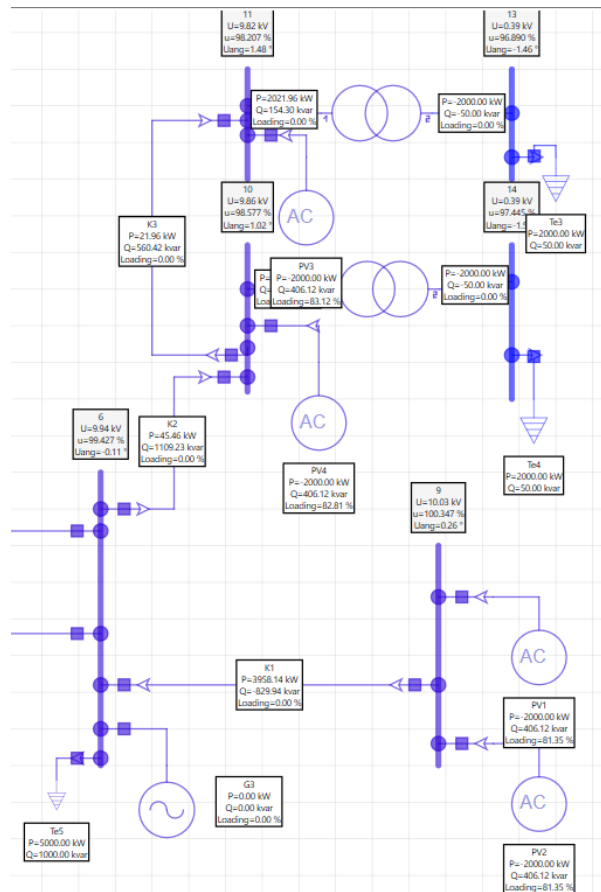 11
U=9.82 kV
u=98.207 %
Uang=1.48 °
13
U=0.39 kV
u=96.890 %
Uang=-1.46 °
P=2021.96 kW
Q=154.30 kvar
Loading=0.00 %
1
2
P=-2000.00 kW
Q=-50.00 kvar
Loading=0.00 %
10
U=9.86 kV
u=98.577 %
Uang=1.02 °
AC
14
U=0.39 kV
u=97.445 %
Te3
P=2000.00 kW
Q=50.00 kvar
K3
P=21.96 kW
Q=560.42 kvar
Loading=0.00 %
PV3
P=-2000.00 kW
Q=406.12 kvar
Loading=83.12 %
2
P=-2000.00 kW
Q=-50.00 kvar
Loading=0.00 %
6
U=9.94 kV
u=99.427 %
Uang=-0.11 °
K2
P=45.46 kW
Q=1109.23 kvar
Loading=0.00 %
AC
PV4
P=-2000.00 kW
Q=406.12 kvar
Loading=82.81 %
Te4
P=2000.00 kW
Q=50.00 kvar
9
U=10.03 kV
u=100.347 %
Uang=0.26 °
K1
P=3958.14 kW
Q=-829.94 kvar
Loading=0.00 %
AC
PV1
P=-2000.00 kW
Q=406.12 kvar
Loading=81.35 %
G3
P=0.00 kW
Q=0.00 kvar
Loading=0.00 %
Te5
P=5000.00 kW
Q=1000.00 kvar
AC
PV2
P=-2000.00 kW
Q=406.12 kvar
Loading=81.35 %